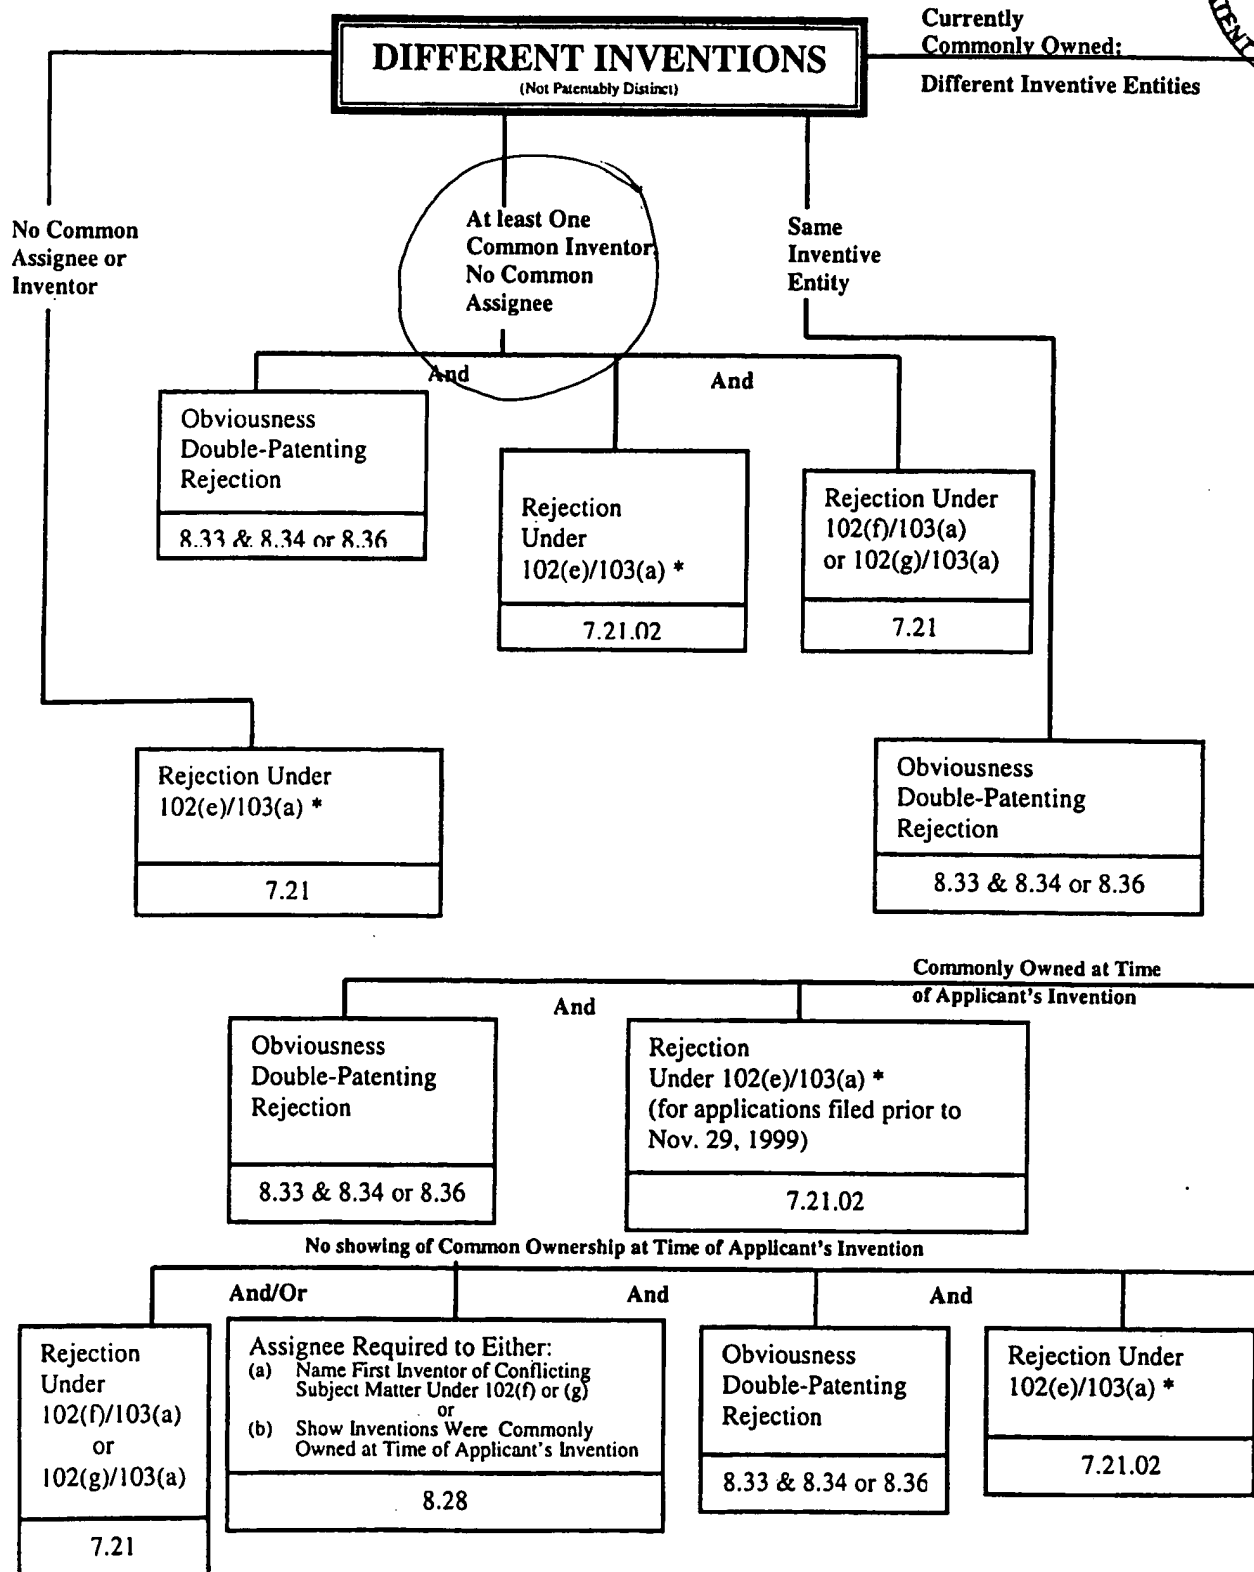 Currently
Commonly Owned:
Different Inventive Entities
DIFFERENT INVENTIONS
(Not Patentably Distinct)
No Common
Assignee or
Inventor
At least One
Common Inventor
No Common
Assignee
Same
Inventive
Entity
And
And
Obviousness
Double-Patenting
Rejection
8.33 & 8.34 or 8.36
Rejection
Under
102(e)/103(a) *
7.21.02
Rejection Under
102(f)/103(a)
or 102(g)/103(a)
7.21
Rejection Under
102(e)/103(a) *
7.21
Obviousness
Double-Patenting
Rejection
8.33 & 8.34 or 8.36
Commonly Owned at Time
of Applicant's Invention
And
Obviousness
Double-Patenting
Rejection
8.33 & 8.34 or 8.36
Rejection
Under 102(e)/103(a) *
(for applications filed prior to
Nov. 29, 1999)
7.21.02
No showing of Common Ownership at Time of Applicant's Invention
And/Or
And
And
Rejection
Under
102(f)/103(a)
or
102(g)/103(a)
7.21
Assignee Required to Either:
(a) Name First Inventor of Conflicting
Subject Matter Under 102(f) or (g)
or
(b) Show Inventions Were Commonly
Owned at Time of Applicant's Invention
8.28
Obviousness
Double-Patenting
Rejection
8.33 & 8.34 or 8.36
Rejection Under
102(e)/103(a) *
7.21.02